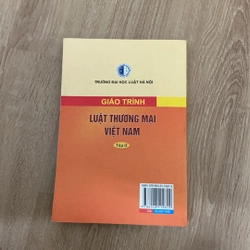 TRƯỜNG ĐẠI HỌC LUẬT HÀ NỘI
GIÁO TRÌNH
LUẬT THƯƠNG MẠI
VIỆT NAM